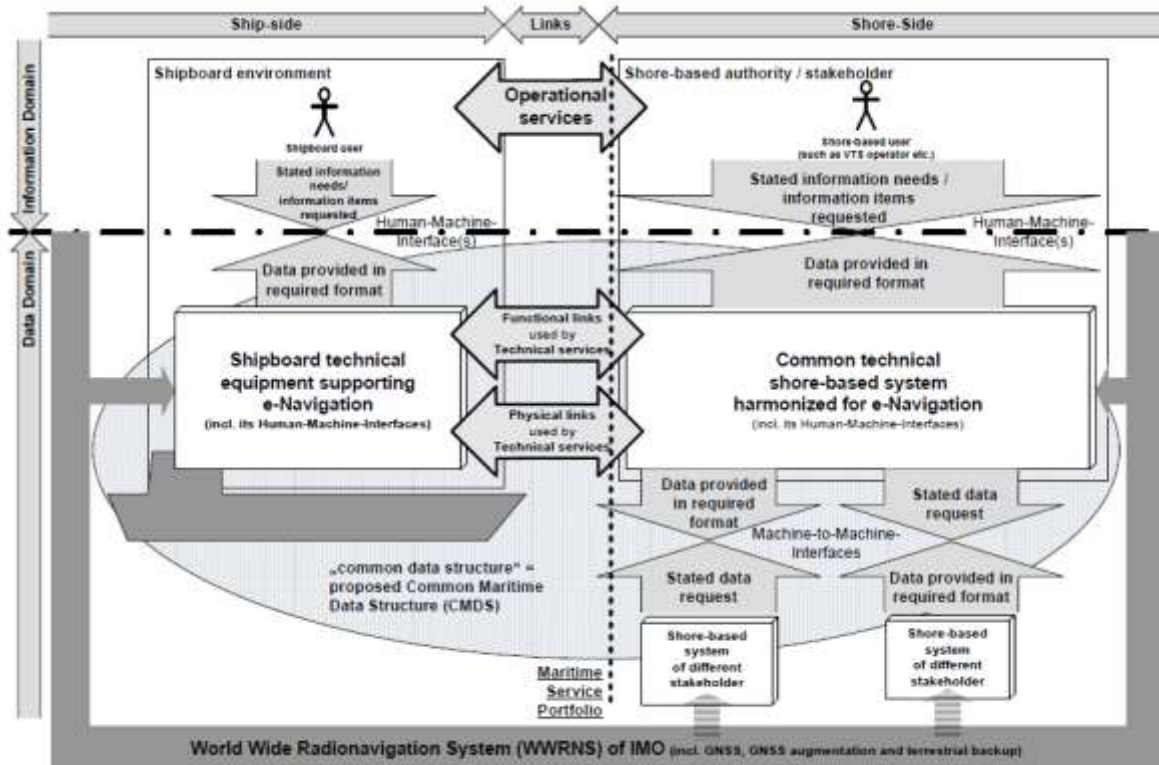 Ship-side
Links
Shore-Side
Information Domain
Data Domain
Shipboard environment
Shipboard user
Stated information
needs/
information items
requested
Human-Machine-
Interface(s)
Data provided in
required format
Shipboard technical
equipment supporting
e-Navigation
(incl. its Human-Machine-Interfaces)
Operational
services
Functional links
used by
Technical services
Physical links
used by
Technical services
Shore-based authority / stakeholder
Shore-based user
(such as VTS operator etc.)
Stated information needs /
information items
requested
Human-Machine-
Interface(s)
Data provided in
required format
Common technical
shore-based system
harmonized for e-Navigation
(incl. its Human-Machine-Interfaces)
Data provided
in required
format
Stated data
request
Machine-to-Machine-
Interfaces
Stated data
request
Data provided in
required format
„common data structure“ =
proposed Common Maritime
Data Structure (CMDS)
Shore-based
system
of different
stakeholder
Shore-based
system
of different
stakeholder
Maritime
Service
Portfolio
World Wide Radionavigation System (WWRNS) of IMO (incl. GNSS, GNSS augmentation and terrestrial backup)